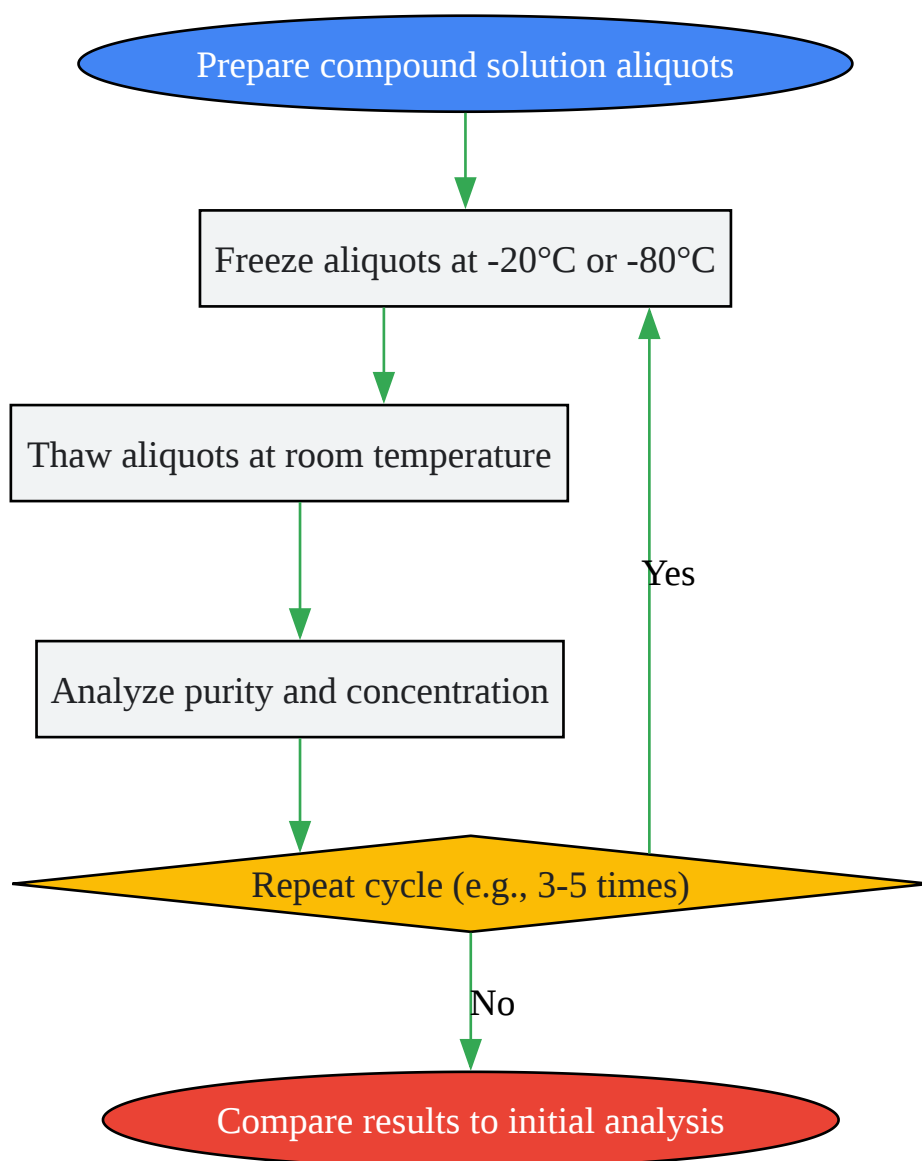 Prepare compound solution aliquots
Freeze aliquots at -20°C or -80°C
Thaw aliquots at room temperature
Yes
Analyze purity and concentration
Repeat cycle (e.g., 3-5 times)
No
Compare results to initial analysis